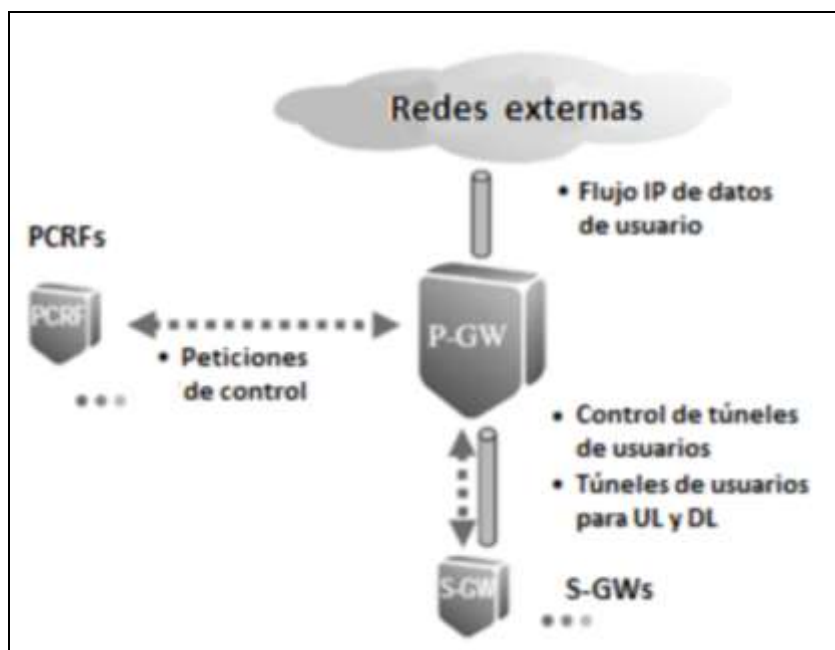 Redes externas
• Flujo IP de datos
de usuario
PCRFs
PCRF
P-GW
• Peticiones
de control
• Control de túneles
de usuarios
• Túneles de usuarios
para UL y DL
S-GW
S-GWs